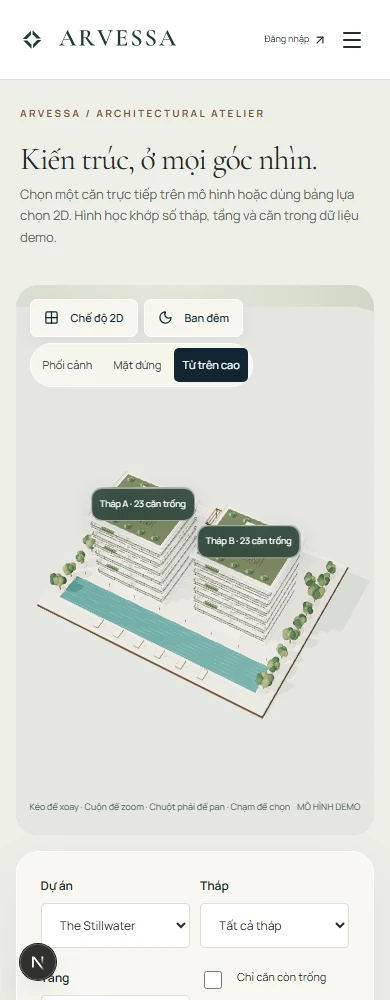 ARVESSA
Đăng nhập
ARVESSA / ARCHITECTURAL ATELIER
Kiến trúc, ở mọi góc nhìn.
Chọn một căn trực tiếp trên mô hình hoặc dùng bảng lựa
chọn 2D. Hình học khớp số tháp, tầng và căn trong dữ liệu
demo.
Chế độ 2D
Ban đêm
Phối cảnh
Mặt đứng
Từ trên cao
Tháp A · 23 căn trống
Tháp B · 23 căn trống
Kéo để xoay · Cuộn để zoom · Chuột phải để pan · Chạm để chọn
MÔ HÌNH DEMO
Dự án
Tháp
The Stillwater
Tất cả tháp
N
Chỉ căn còn trống